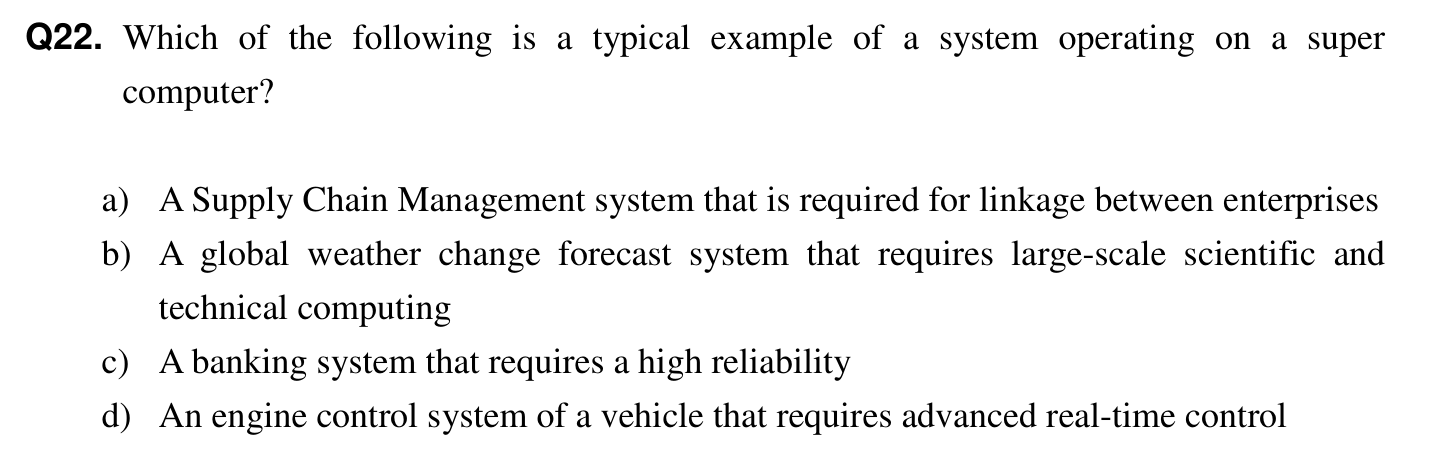 Q22. Which of the following is a typical example of a system operating on a super
computer?
a) A Supply Chain Management system that is required for linkage between enterprises
b) A global weather change forecast system that requires large-scale scientific and
technical computing
c) A banking system that requires a high reliability
d) An engine control system of a vehicle that requires advanced real-time control